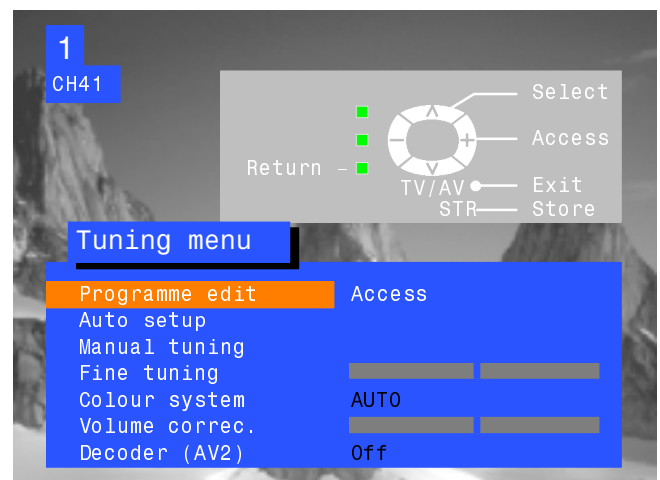 1
CH41
Select
Access
Return –
TV/AV Exit
STR Store
Tuning menu
Programme edit Access
Auto setup
Manual tuning
Fine tuning
Colour system AUTO
Volume correc.
Decoder (AV2) Off